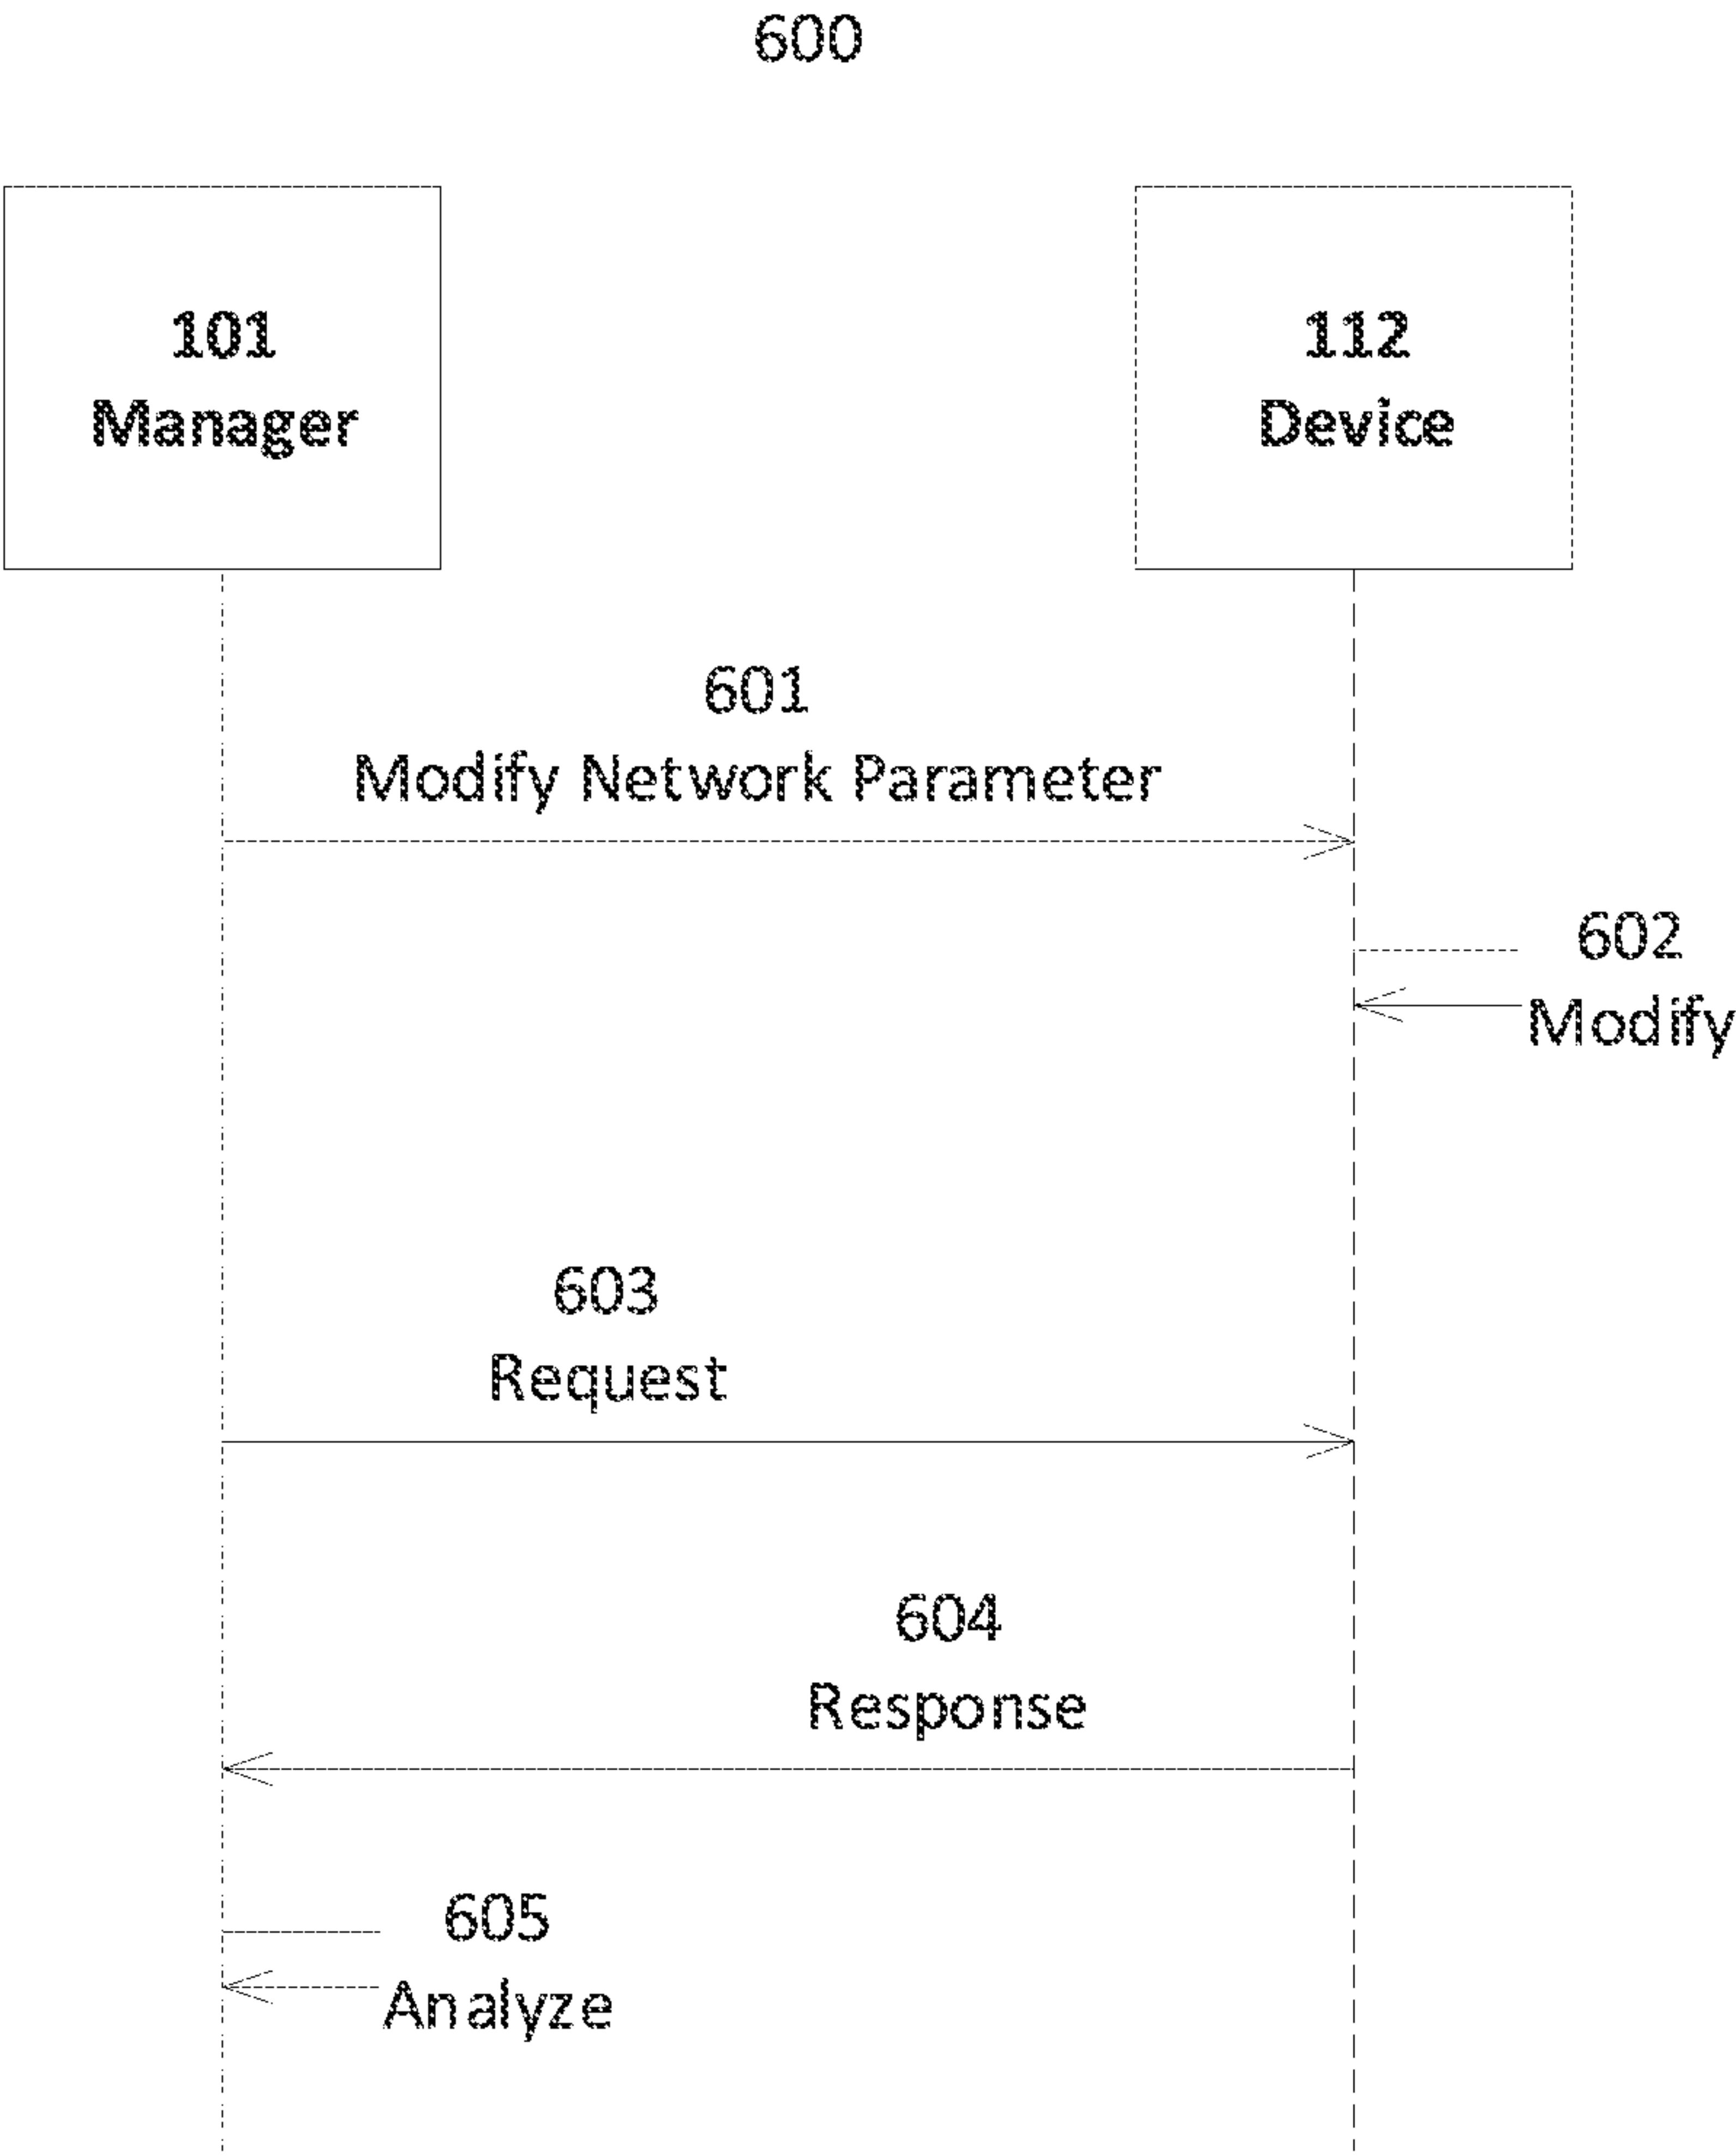 600
101
Manager
112
Device
601
Modify Network Parameter
602
Modify
603
Request
604
Response
605
Analyze